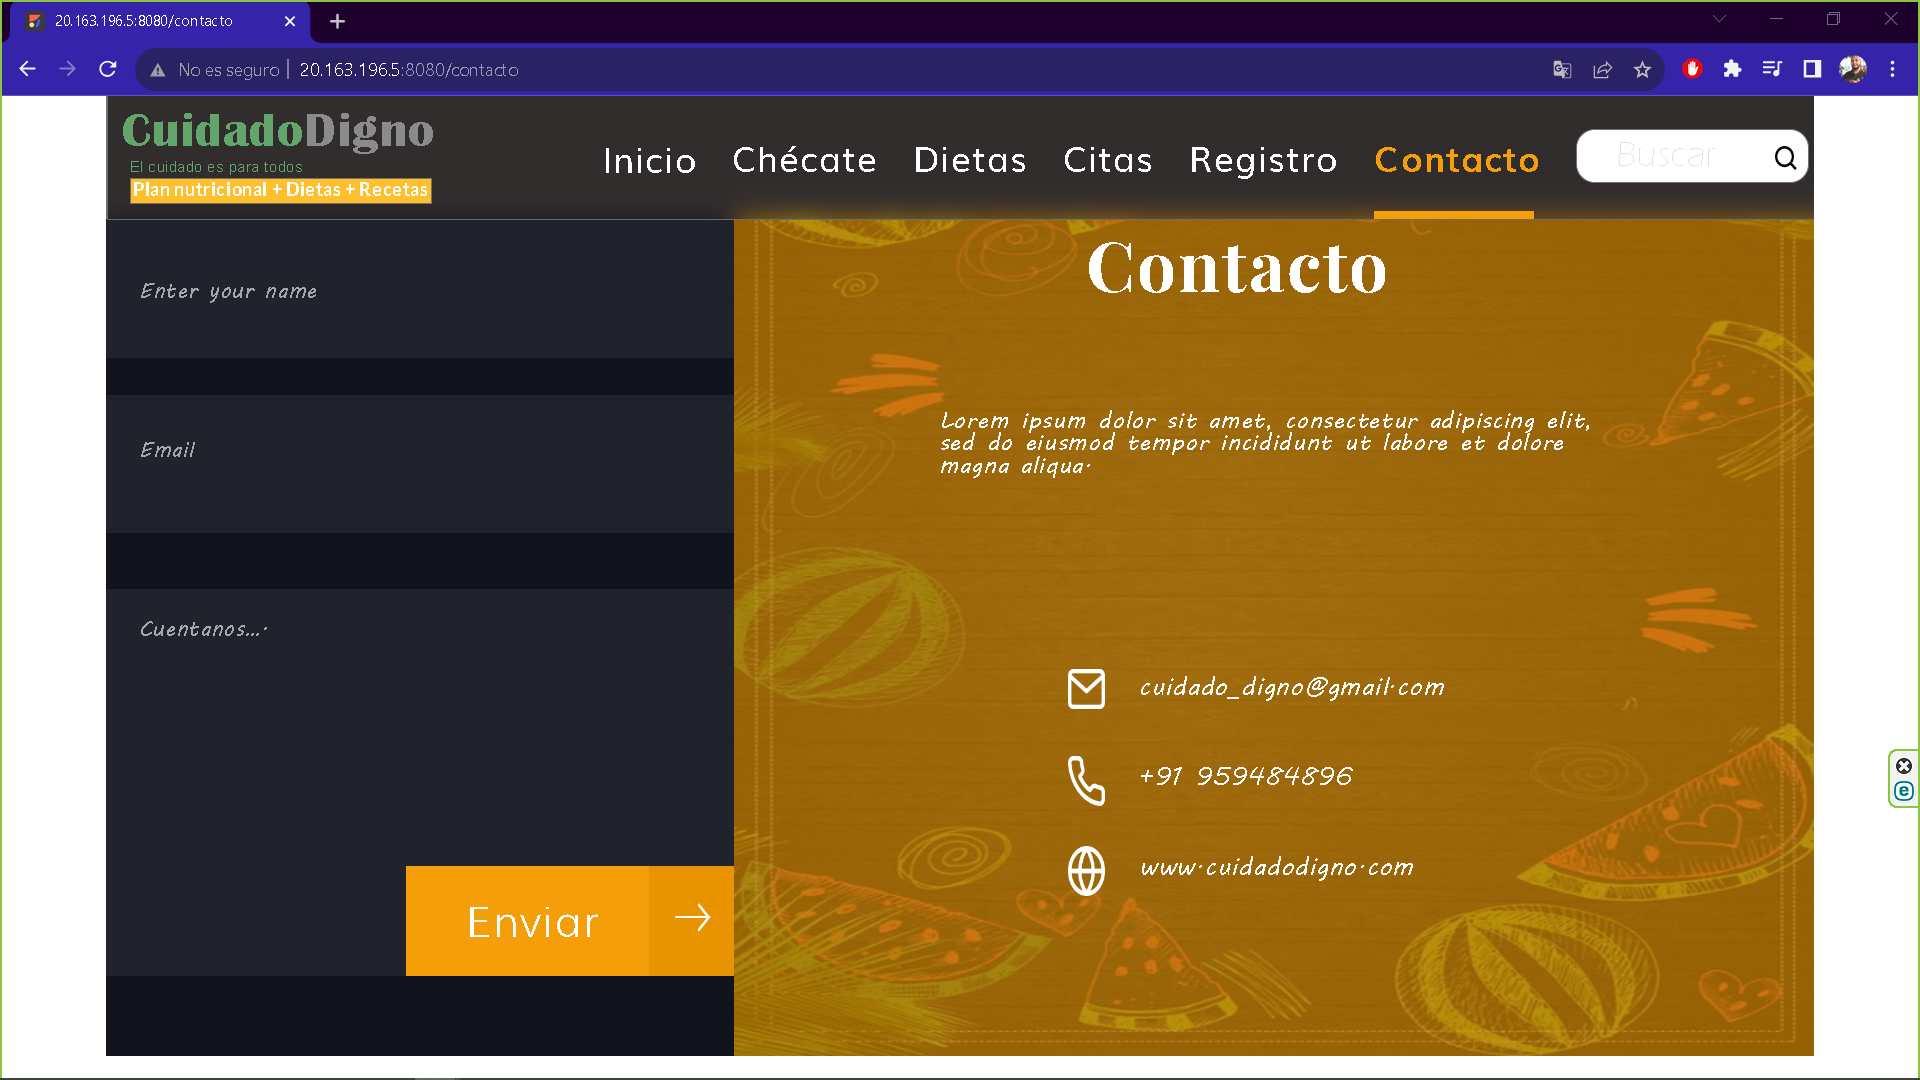 20.163.196.5:8080/contacto
No es seguro | 20.163.196.5:8080/contacto
CuidadoDigno
El cuidado es para todos
Plan nutricional + Dietas + Recetas
Inicio Chécate Dietas Citas Registro Contacto Buscar
Enter your name
Email
Cuentanos....
Enviar
Contacto
Lorem ipsum dolor sit amet, consectetur adipiscing elit,
sed do eiusmod tempor incididunt ut labore et dolore
magna aliqua.
cuidado_digno@gmail.com
+91 959484896
www.cuidadodigno.com